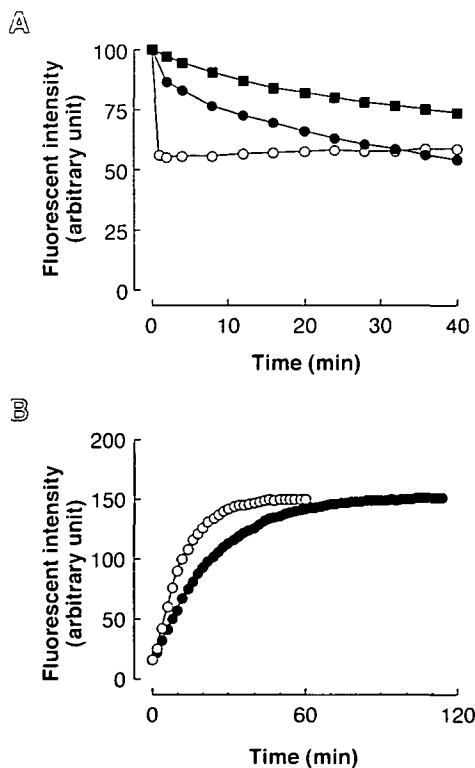 A
Fluorescent intensity
(arbitrary unit)
100
75
50
25
0
0
10
20
30
40
Time (min)
B
Fluorescent intensity
(arbitrary unit)
200
150
100
50
0
0
60
120
Time (min)